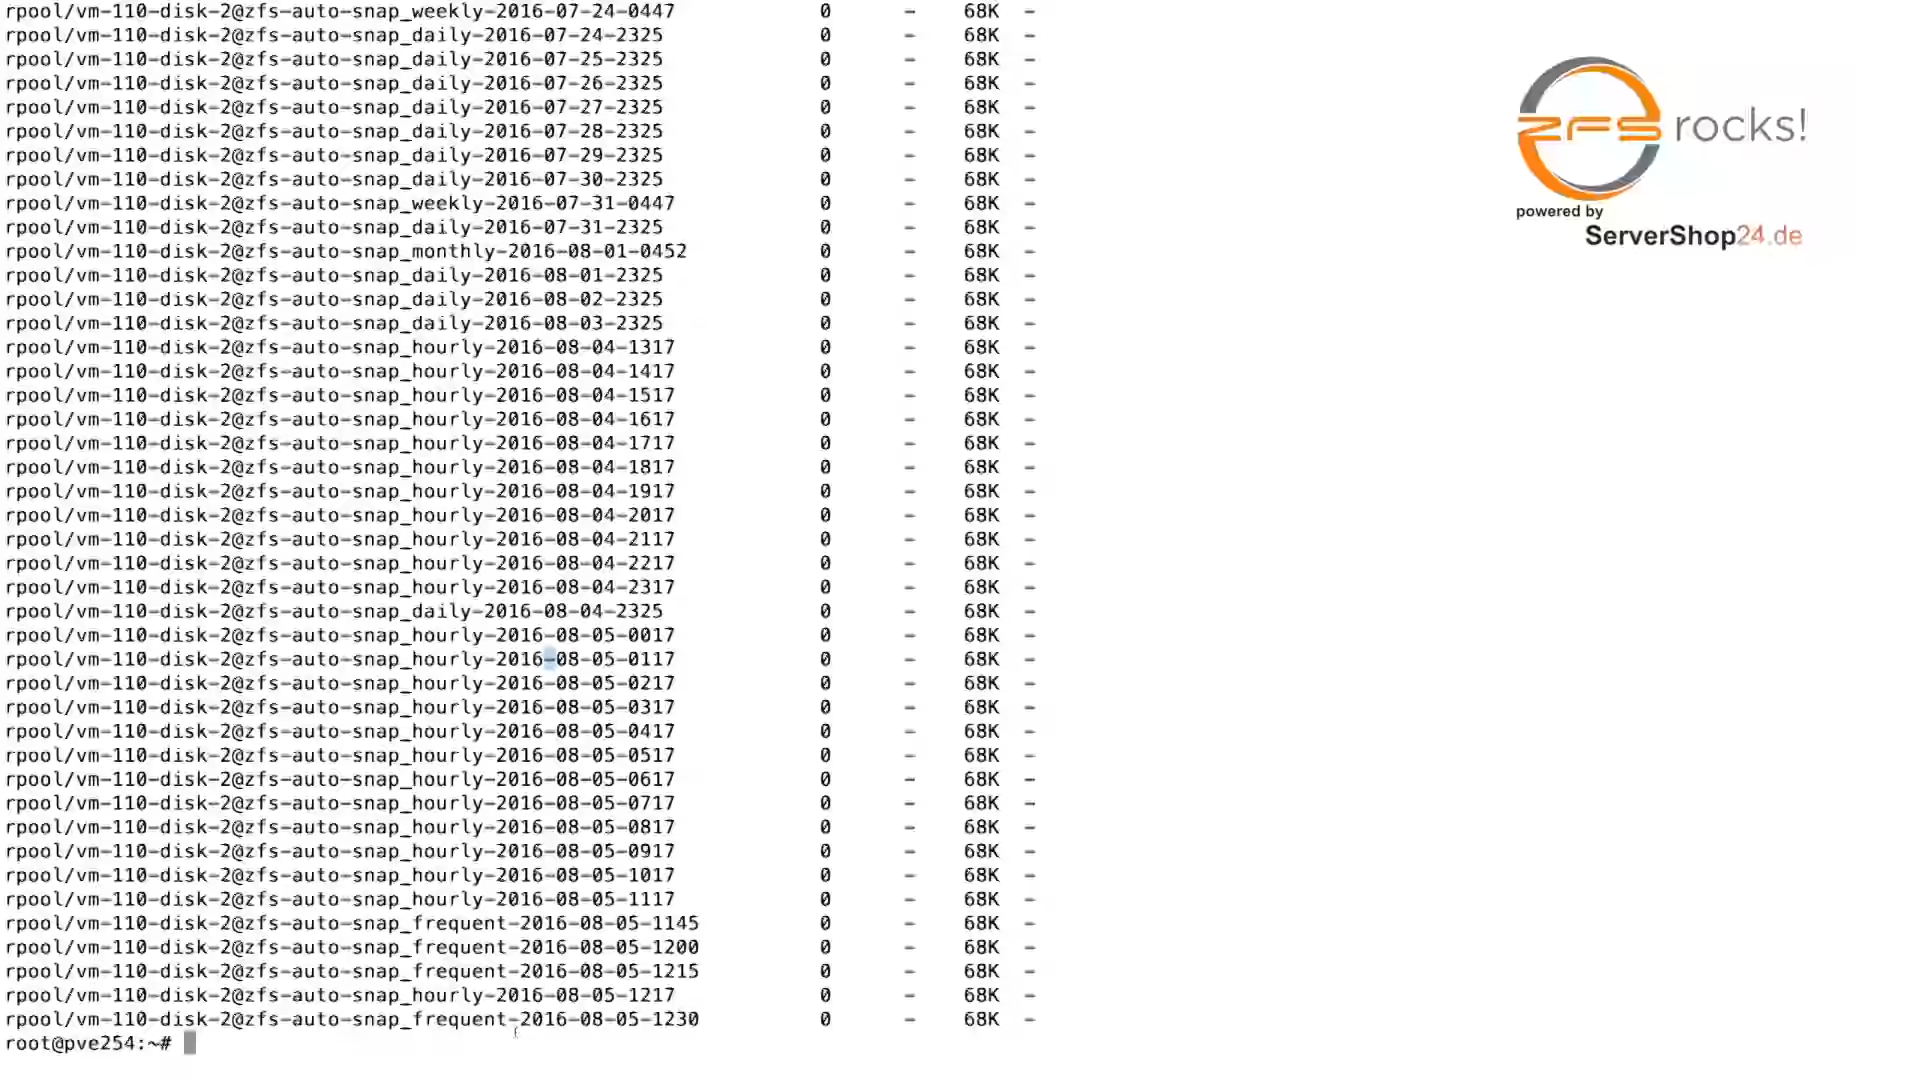 rpool/vm-110-disk-2@zfs-auto-snap_weekly-2016-07-24-0447 0 - 68K -
rpool/vm-110-disk-2@zfs-auto-snap_daily-2016-07-24-2325 0 - 68K -
rpool/vm-110-disk-2@zfs-auto-snap_daily-2016-07-25-2325 0 - 68K -
rpool/vm-110-disk-2@zfs-auto-snap_daily-2016-07-26-2325 0 - 68K -
rpool/vm-110-disk-2@zfs-auto-snap_daily-2016-07-27-2325 0 - 68K -
rpool/vm-110-disk-2@zfs-auto-snap_daily-2016-07-28-2325 0 - 68K -
rpool/vm-110-disk-2@zfs-auto-snap_daily-2016-07-29-2325 0 - 68K -
rpool/vm-110-disk-2@zfs-auto-snap_daily-2016-07-30-2325 0 - 68K -
rpool/vm-110-disk-2@zfs-auto-snap_weekly-2016-07-31-0447 0 - 68K -
rpool/vm-110-disk-2@zfs-auto-snap_daily-2016-07-31-2325 0 - 68K -
rpool/vm-110-disk-2@zfs-auto-snap_monthly-2016-08-01-0452 0 - 68K -
rpool/vm-110-disk-2@zfs-auto-snap_daily-2016-08-01-2325 0 - 68K -
rpool/vm-110-disk-2@zfs-auto-snap_daily-2016-08-02-2325 0 - 68K -
rpool/vm-110-disk-2@zfs-auto-snap_daily-2016-08-03-2325 0 - 68K -
rpool/vm-110-disk-2@zfs-auto-snap_hourly-2016-08-04-1317 0 - 68K -
rpool/vm-110-disk-2@zfs-auto-snap_hourly-2016-08-04-1417 0 - 68K -
rpool/vm-110-disk-2@zfs-auto-snap_hourly-2016-08-04-1517 0 - 68K -
rpool/vm-110-disk-2@zfs-auto-snap_hourly-2016-08-04-1617 0 - 68K -
rpool/vm-110-disk-2@zfs-auto-snap_hourly-2016-08-04-1717 0 - 68K -
rpool/vm-110-disk-2@zfs-auto-snap_hourly-2016-08-04-1817 0 - 68K -
rpool/vm-110-disk-2@zfs-auto-snap_hourly-2016-08-04-1917 0 - 68K -
rpool/vm-110-disk-2@zfs-auto-snap_hourly-2016-08-04-2017 0 - 68K -
rpool/vm-110-disk-2@zfs-auto-snap_hourly-2016-08-04-2117 0 - 68K -
rpool/vm-110-disk-2@zfs-auto-snap_hourly-2016-08-04-2217 0 - 68K -
rpool/vm-110-disk-2@zfs-auto-snap_hourly-2016-08-04-2317 0 - 68K -
rpool/vm-110-disk-2@zfs-auto-snap_daily-2016-08-04-2325 0 - 68K -
rpool/vm-110-disk-2@zfs-auto-snap_hourly-2016-08-05-0017 0 - 68K -
rpool/vm-110-disk-2@zfs-auto-snap_hourly-2016-08-05-0117 0 - 68K -
rpool/vm-110-disk-2@zfs-auto-snap_hourly-2016-08-05-0217 0 - 68K -
rpool/vm-110-disk-2@zfs-auto-snap_hourly-2016-08-05-0317 0 - 68K -
rpool/vm-110-disk-2@zfs-auto-snap_hourly-2016-08-05-0417 0 - 68K -
rpool/vm-110-disk-2@zfs-auto-snap_hourly-2016-08-05-0517 0 - 68K -
rpool/vm-110-disk-2@zfs-auto-snap_hourly-2016-08-05-0617 0 - 68K -
rpool/vm-110-disk-2@zfs-auto-snap_hourly-2016-08-05-0717 0 - 68K -
rpool/vm-110-disk-2@zfs-auto-snap_hourly-2016-08-05-0817 0 - 68K -
rpool/vm-110-disk-2@zfs-auto-snap_hourly-2016-08-05-0917 0 - 68K -
rpool/vm-110-disk-2@zfs-auto-snap_hourly-2016-08-05-1017 0 - 68K -
rpool/vm-110-disk-2@zfs-auto-snap_hourly-2016-08-05-1117 0 - 68K -
rpool/vm-110-disk-2@zfs-auto-snap_frequent-2016-08-05-1145 0 - 68K -
rpool/vm-110-disk-2@zfs-auto-snap_frequent-2016-08-05-1200 0 - 68K -
rpool/vm-110-disk-2@zfs-auto-snap_frequent-2016-08-05-1215 0 - 68K -
rpool/vm-110-disk-2@zfs-auto-snap_hourly-2016-08-05-1217 0 - 68K -
rpool/vm-110-disk-2@zfs-auto-snap_frequent-2016-08-05-1230 0 - 68K -
root@pve254:~#
ZFS rocks!
powered by
ServerShop24.de